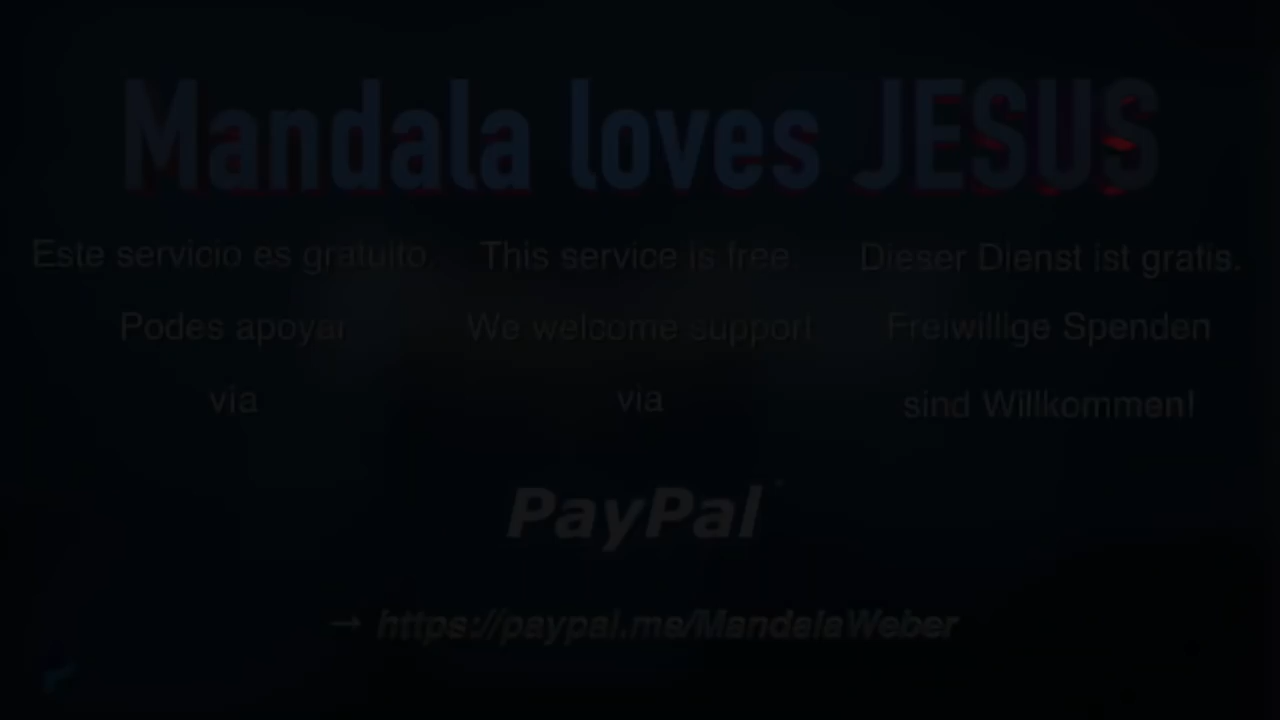 Mandala loves JESUS
Este servicio es gratuito.
Podes apoyar
via
This service is free.
We welcome support
via
Dieser Dienst ist gratis.
Freiwillige Spenden
sind Willkommen!
PayPal
→ https://paypal.me/MandalaWeber